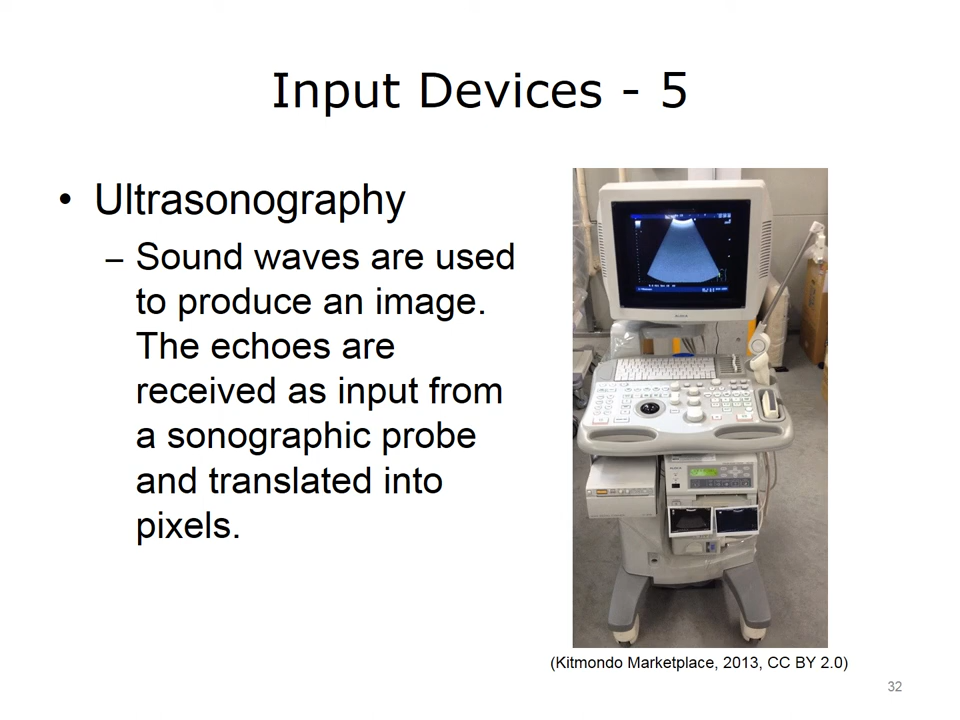 Input Devices - 5
• Ultrasonography
– Sound waves are used
to produce an image.
The echoes are
received as input from
a sonographic probe
and translated into
pixels.
(Kitmondo Marketplace, 2013, CC BY 2.0)
32